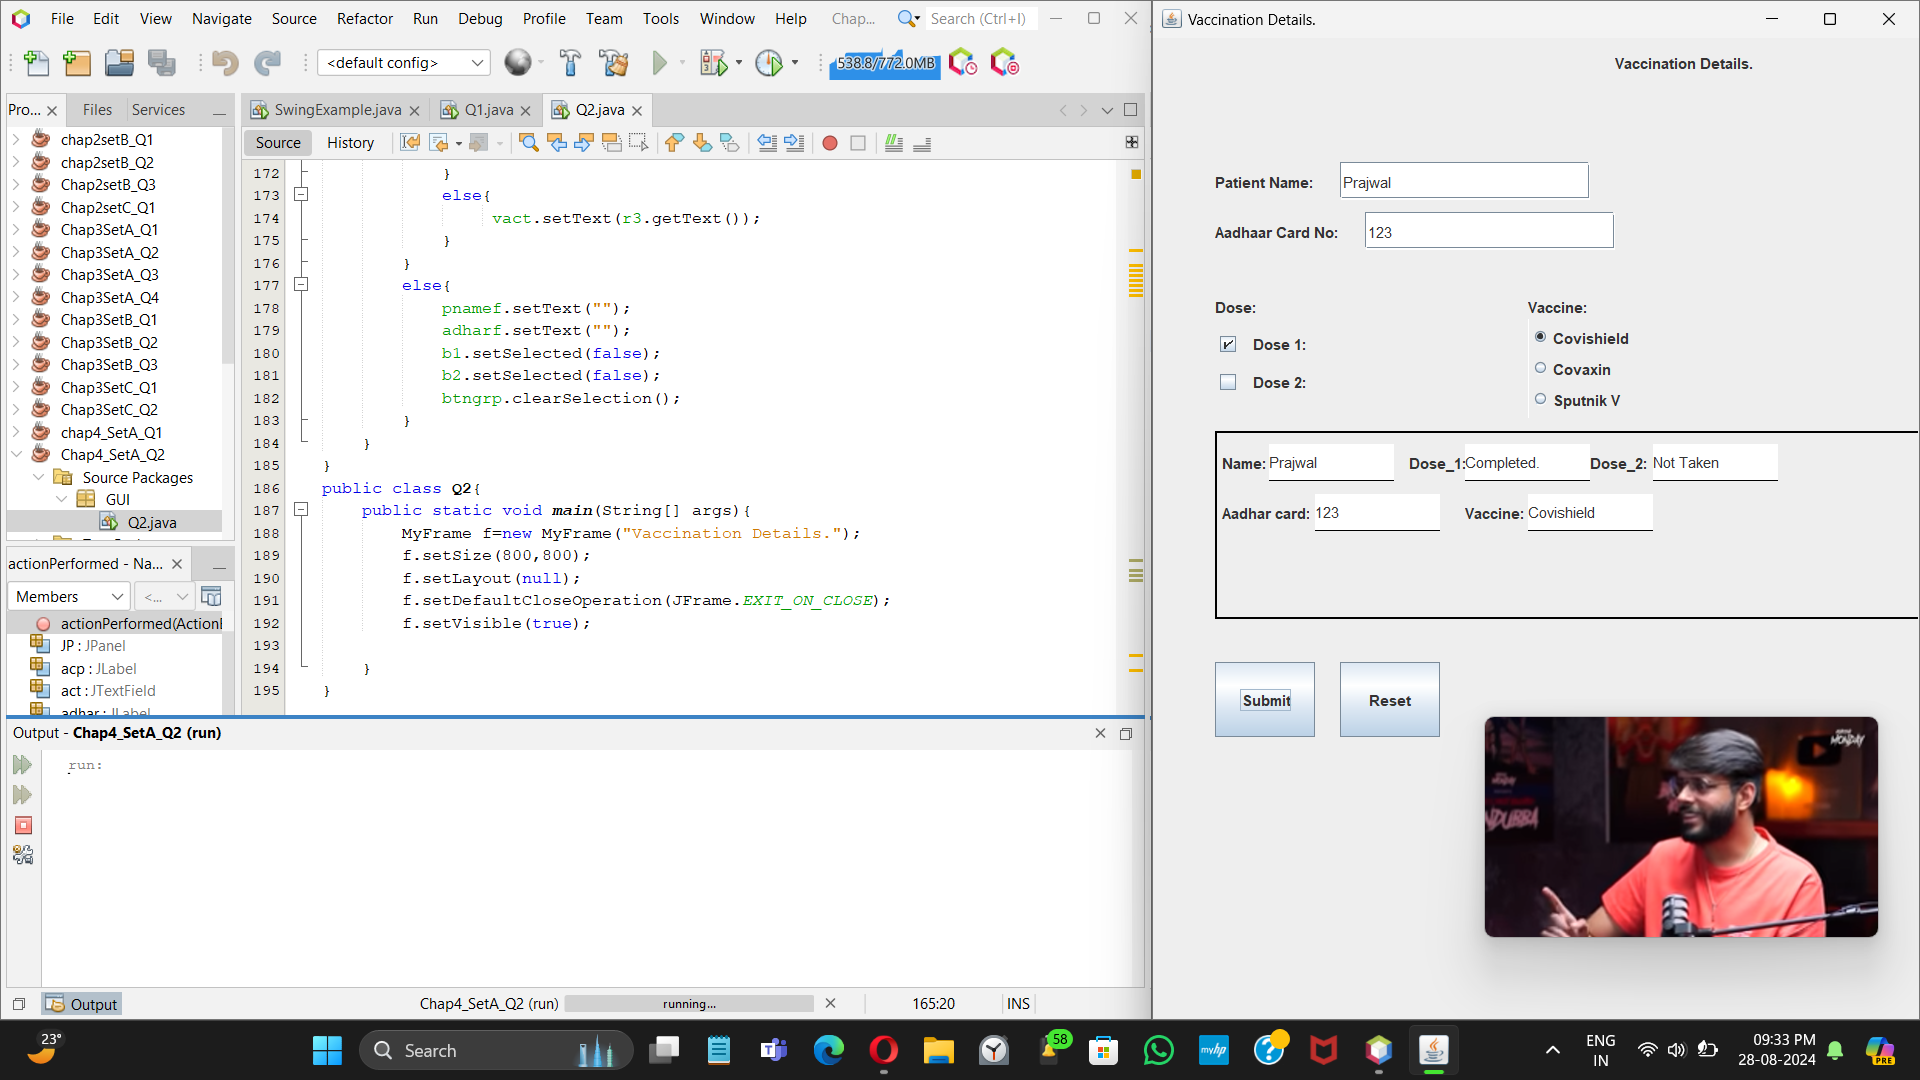 File Edit View Navigate Source Refactor Run Debug Profile Team Tools Window Help Chap... Search (Ctrl+I)
<default config> 538.8/772.0MB
Pro... Files Services
SwingExample.java Q1.java Q2.java
Source History
chap2setB_Q1
chap2setB_Q2
Chap2setB_Q3
Chap2setC_Q1
Chap3SetA_Q1
Chap3SetA_Q2
Chap3SetA_Q3
Chap3SetA_Q4
Chap3SetB_Q1
Chap3SetB_Q2
Chap3SetB_Q3
Chap3SetC_Q1
Chap3SetC_Q2
chap4_SetA_Q1
Chap4_SetA_Q2
Source Packages
GUI
Q2.java
actionPerformed - Na...
Members <...
actionPerformed(ActionE
JP : JPanel
acp : JLabel
act : JTextField
adhar : JLabel
172 }
173 else{
174 vact.setText(r3.getText());
175 }
176 }
177 else{
178 pnamef.setText("");
179 adharf.setText("");
180 b1.setSelected(false);
181 b2.setSelected(false);
182 btngrp.clearSelection();
183 }
184 }
185 }
186 public class Q2{
187 public static void main(String[] args){
188 MyFrame f=new MyFrame("Vaccination Details.");
189 f.setSize(800,800);
190 f.setLayout(null);
191 f.setDefaultCloseOperation(JFrame.EXIT_ON_CLOSE);
192 f.setVisible(true);
193
194 }
195 }
Output - Chap4_SetA_Q2 (run)
run:
Output Chap4_SetA_Q2 (run) running... 165:20 INS
Vaccination Details.
Vaccination Details.
Patient Name: Prajwal
Aadhaar Card No: 123
Dose: Vaccine:
Dose 1: Covishield
Dose 2: Covaxin
Sputnik V
Name: Prajwal Dose_1: Completed. Dose_2: Not Taken
Aadhar card: 123 Vaccine: Covishield
Submit Reset
MONDAY
NDURBA
23° Search 58 myhp ENG IN 09:33 PM 28-08-2024 PRE